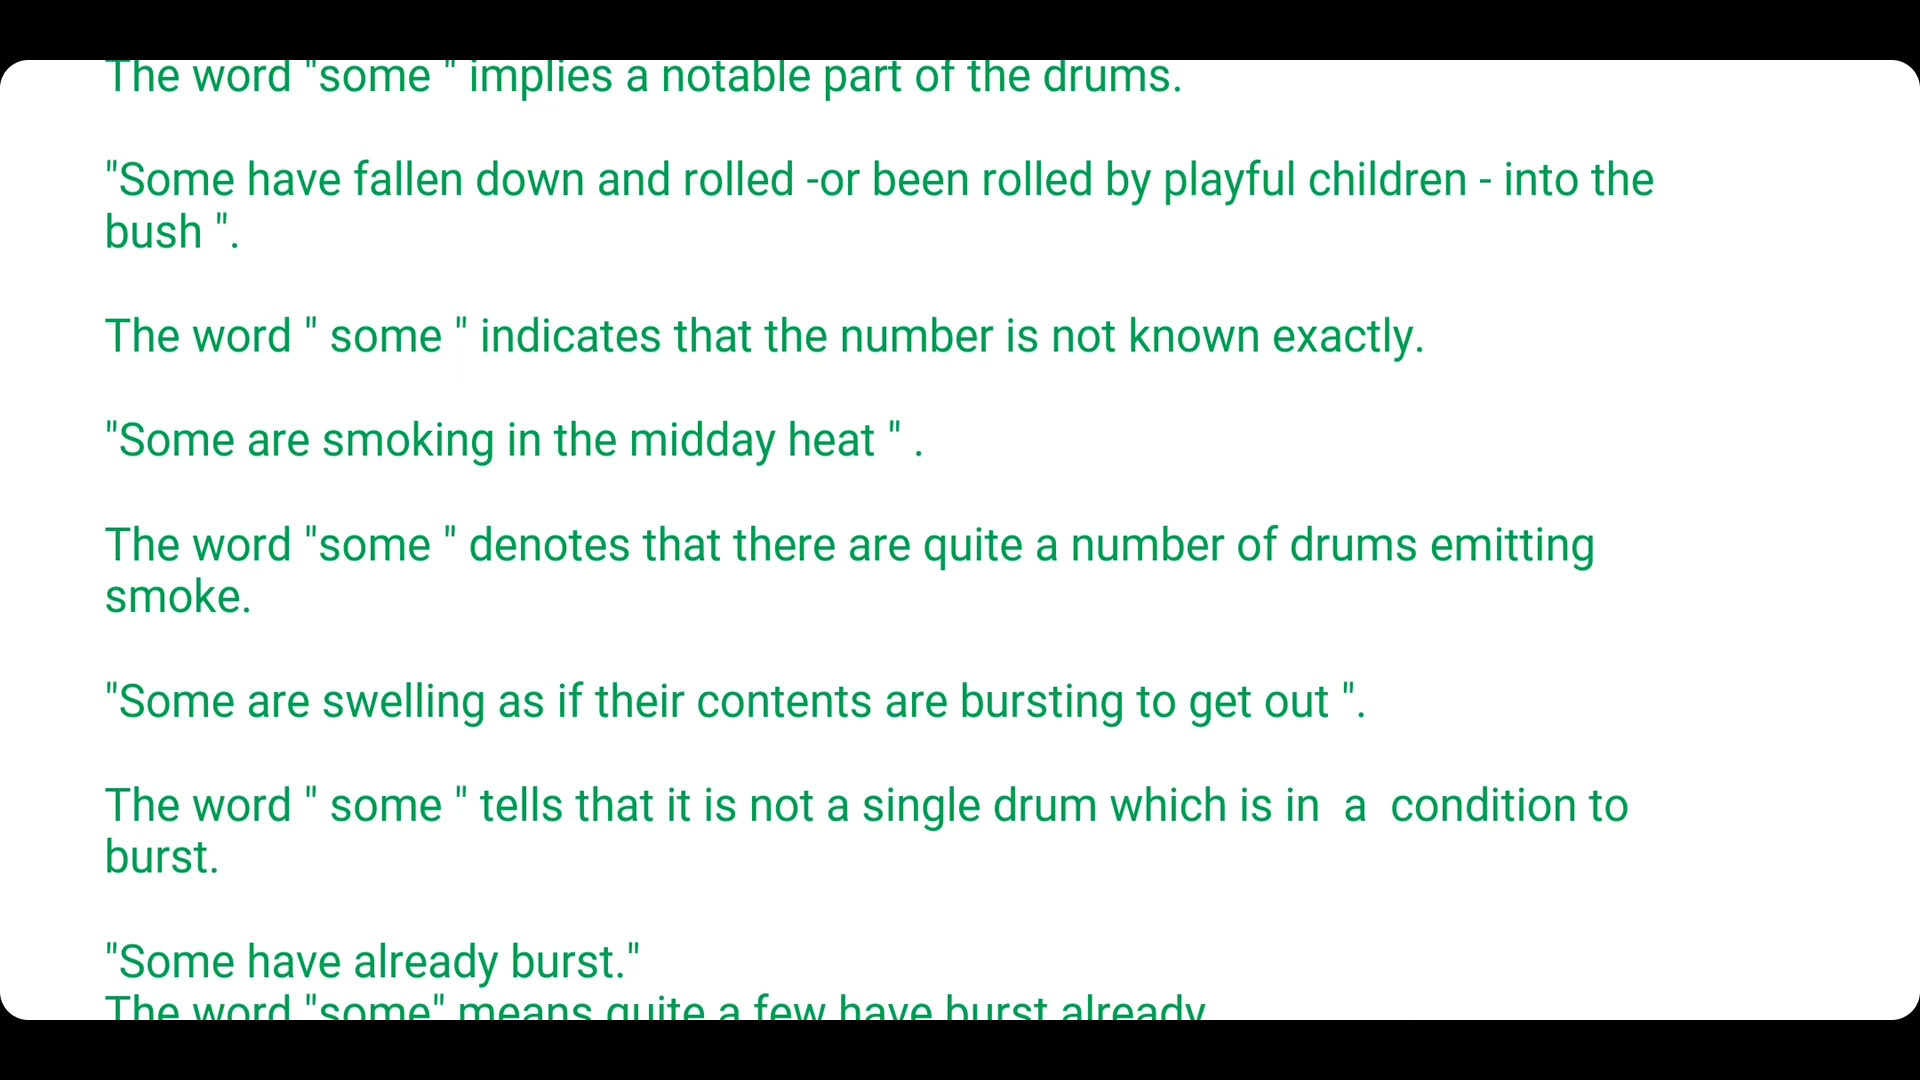 The word "some " implies a notable part of the drums.
"Some have fallen down and rolled -or been rolled by playful children - into the
bush ".
The word " some " indicates that the number is not known exactly.
"Some are smoking in the midday heat " .
The word "some " denotes that there are quite a number of drums emitting
smoke.
"Some are swelling as if their contents are bursting to get out ".
The word " some " tells that it is not a single drum which is in  a  condition to
burst.
"Some have already burst."
The word "some" means quite a few have burst already